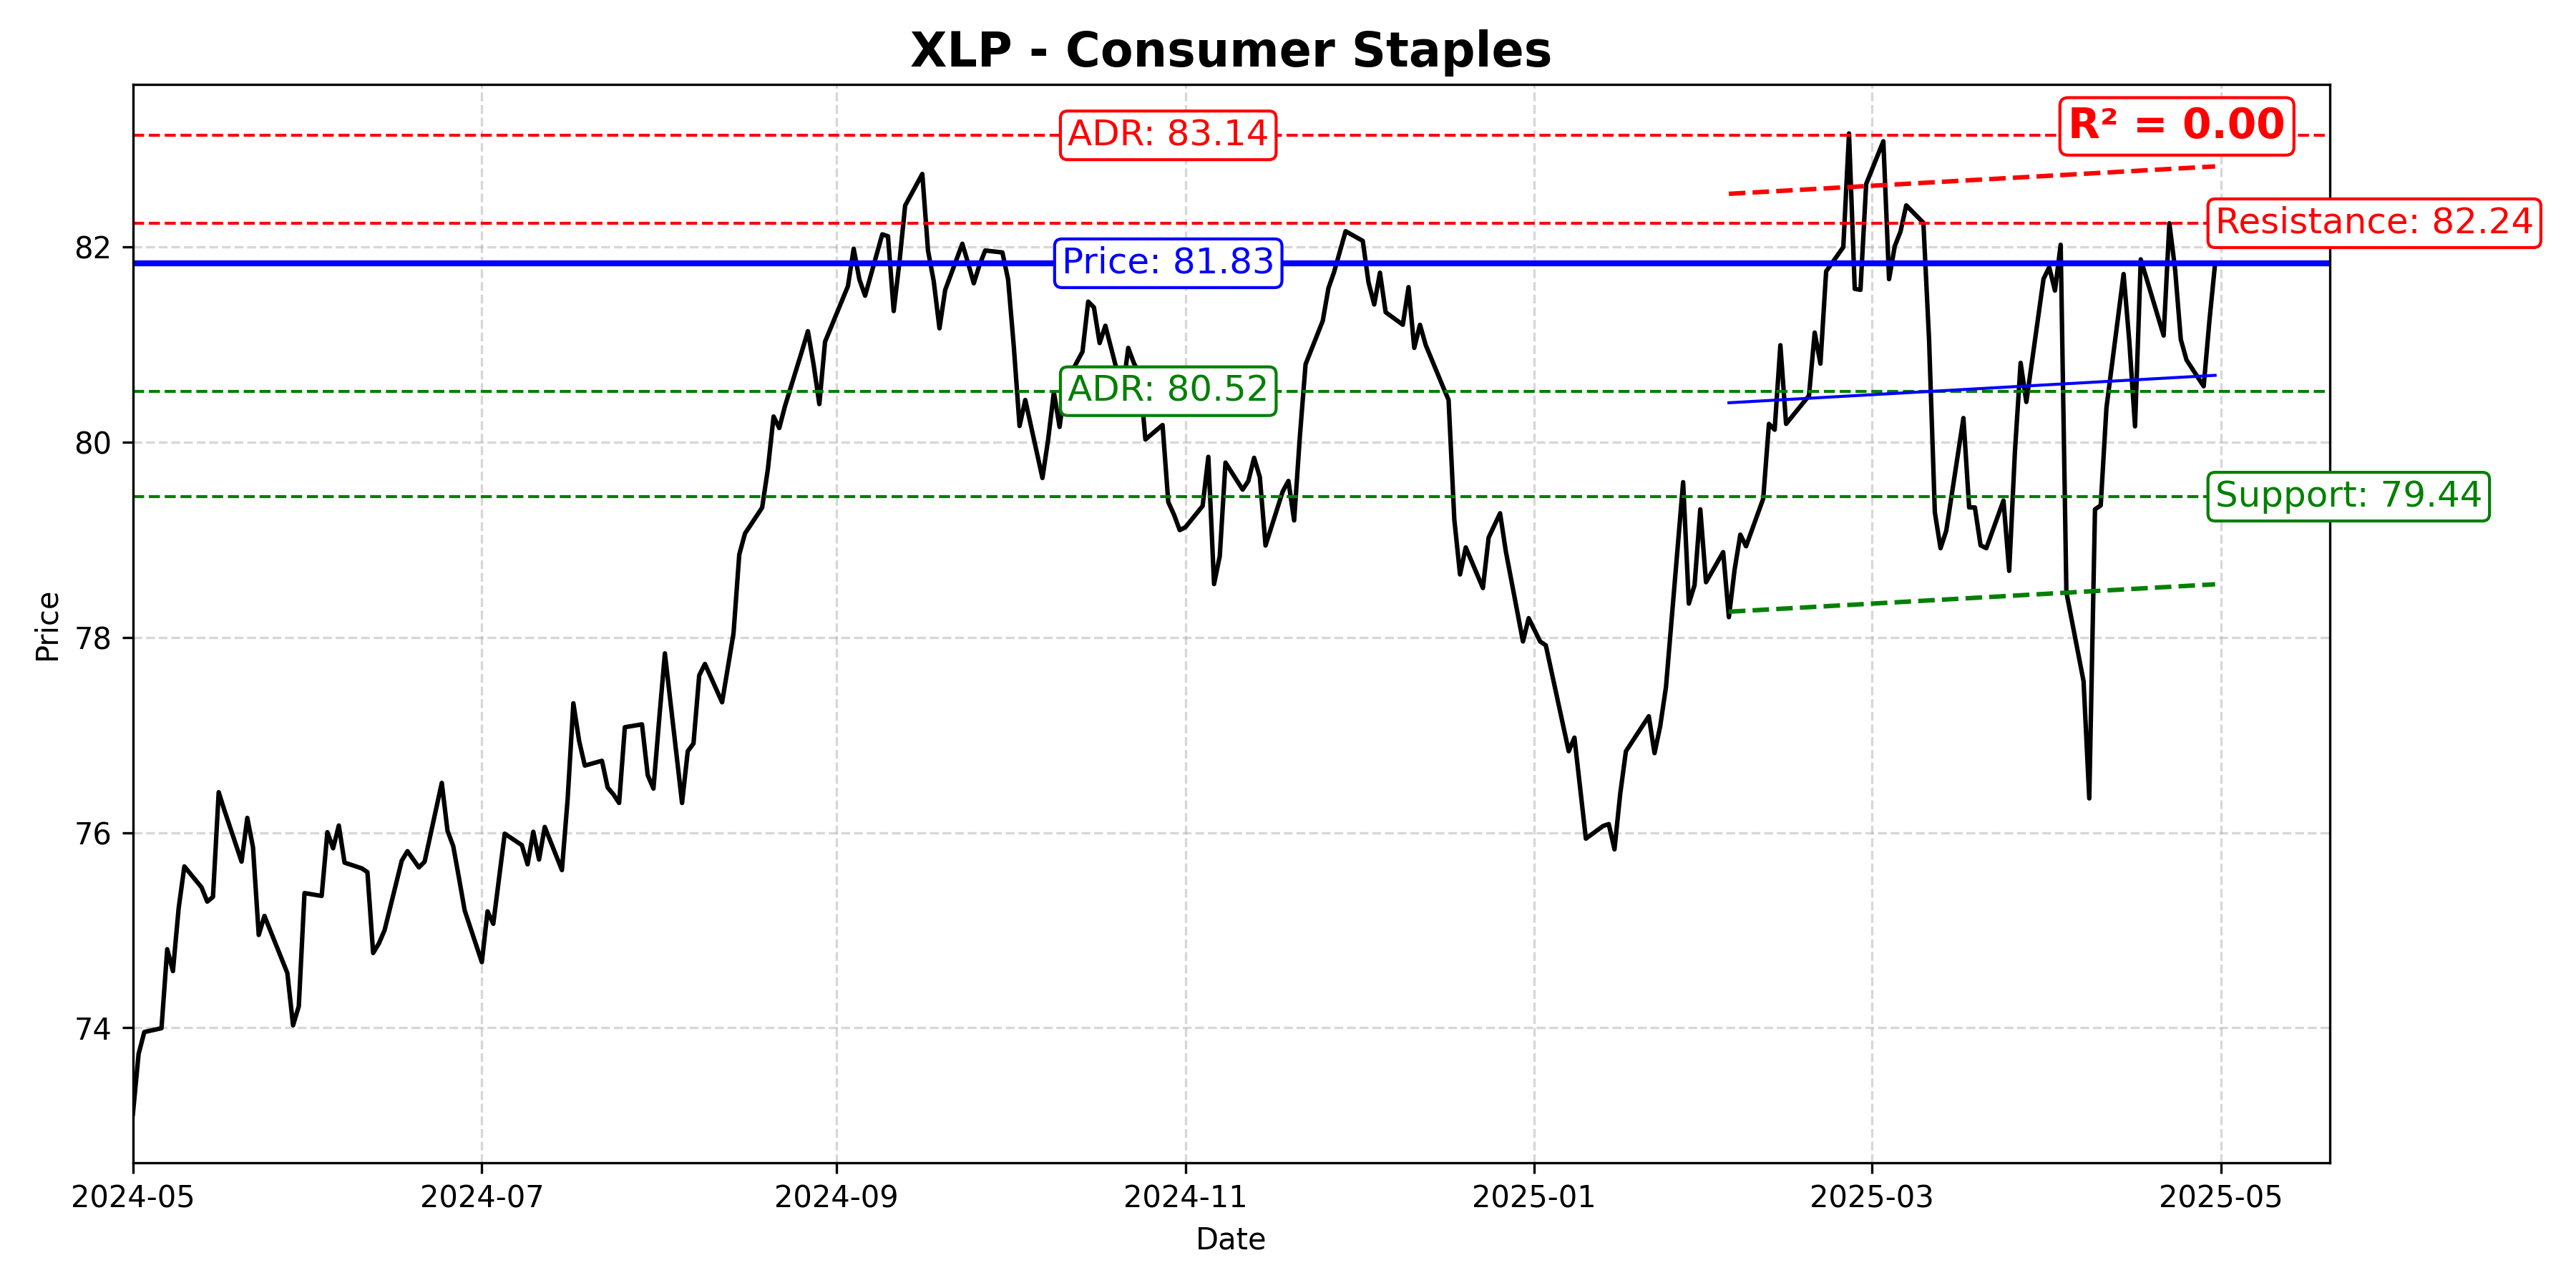 XLP - Consumer Staples
ADR: 83.14
R² = 0.00
Resistance: 82.24
Price: 81.83
ADR: 80.52
Support: 79.44
82
80
78
76
74
Price
2024-05
2024-07
2024-09
2024-11
2025-01
2025-03
2025-05
Date